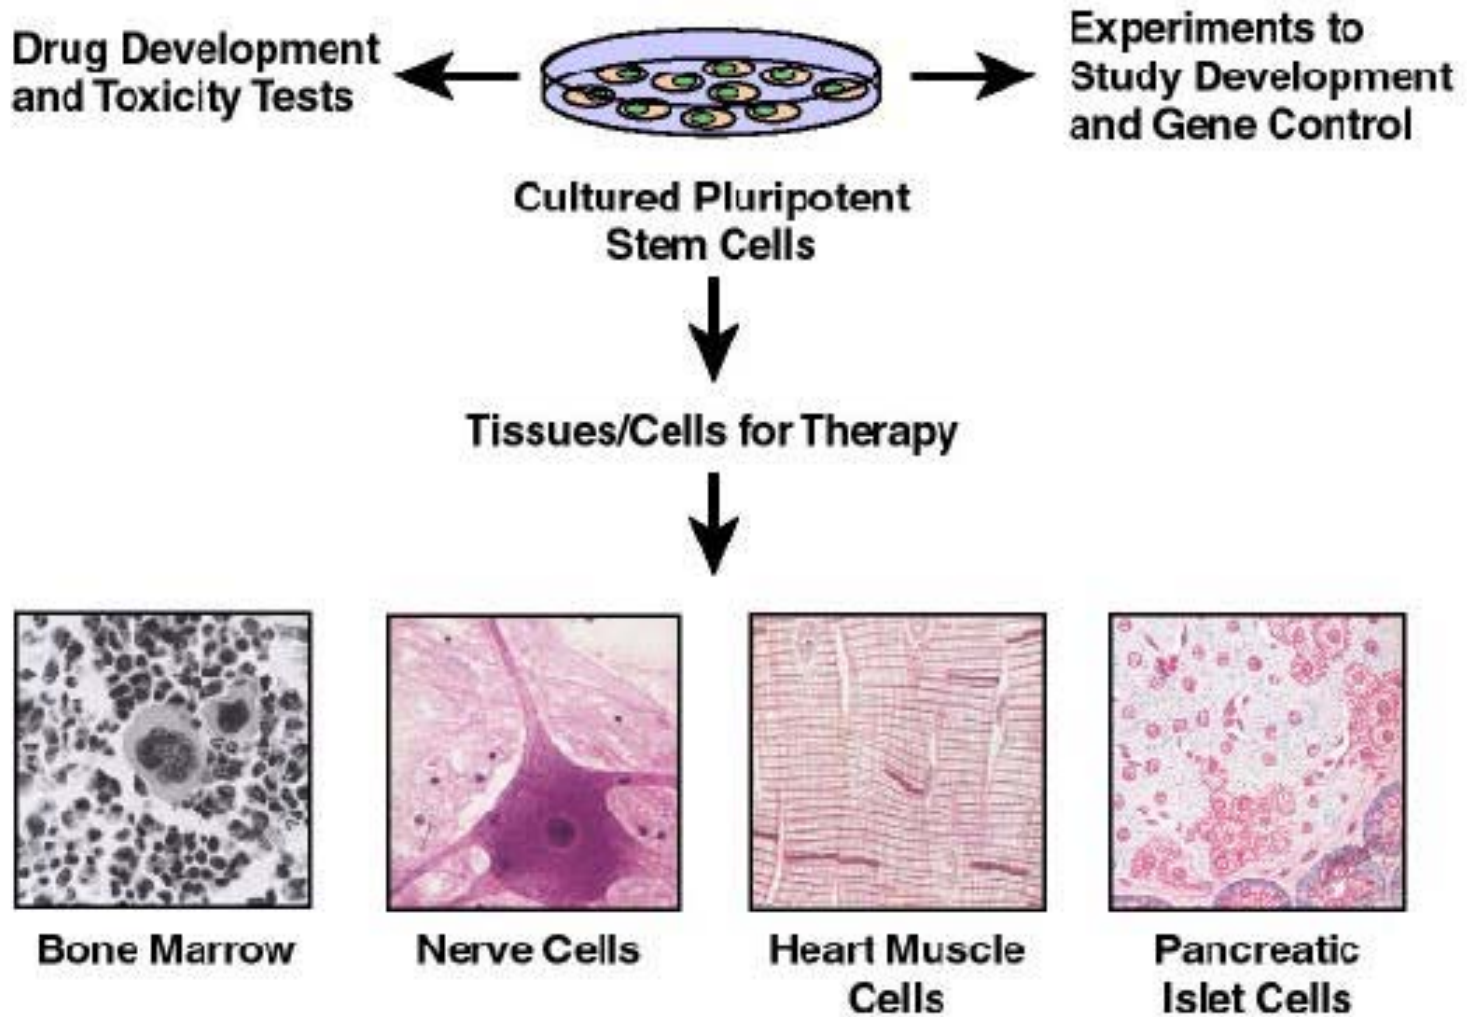 Drug Development
and Toxicity Tests
Experiments to
Study Development
and Gene Control
Cultured Pluripotent
Stem Cells
Tissues/Cells for Therapy
Bone Marrow
Nerve Cells
Heart Muscle
Cells
Pancreatic
Islet Cells